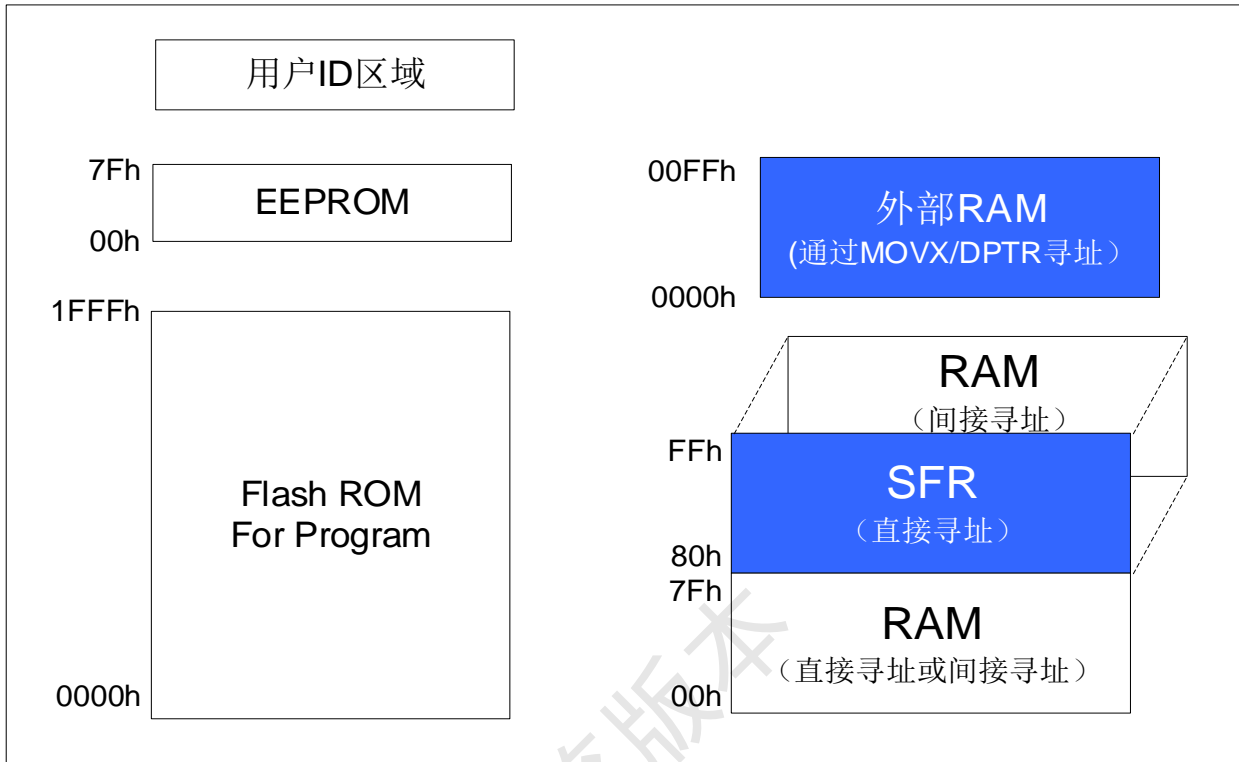 用户ID区域
7Fh
EEPROM
00h
1FFFh
Flash ROM
For Program
0000h
00FFh
外部RAM
(通过MOVX/DPTR寻址）
0000h
RAM
（间接寻址）
FFh
SFR
（直接寻址）
80h
7Fh
RAM
（直接寻址或间接寻址）
00h
版本